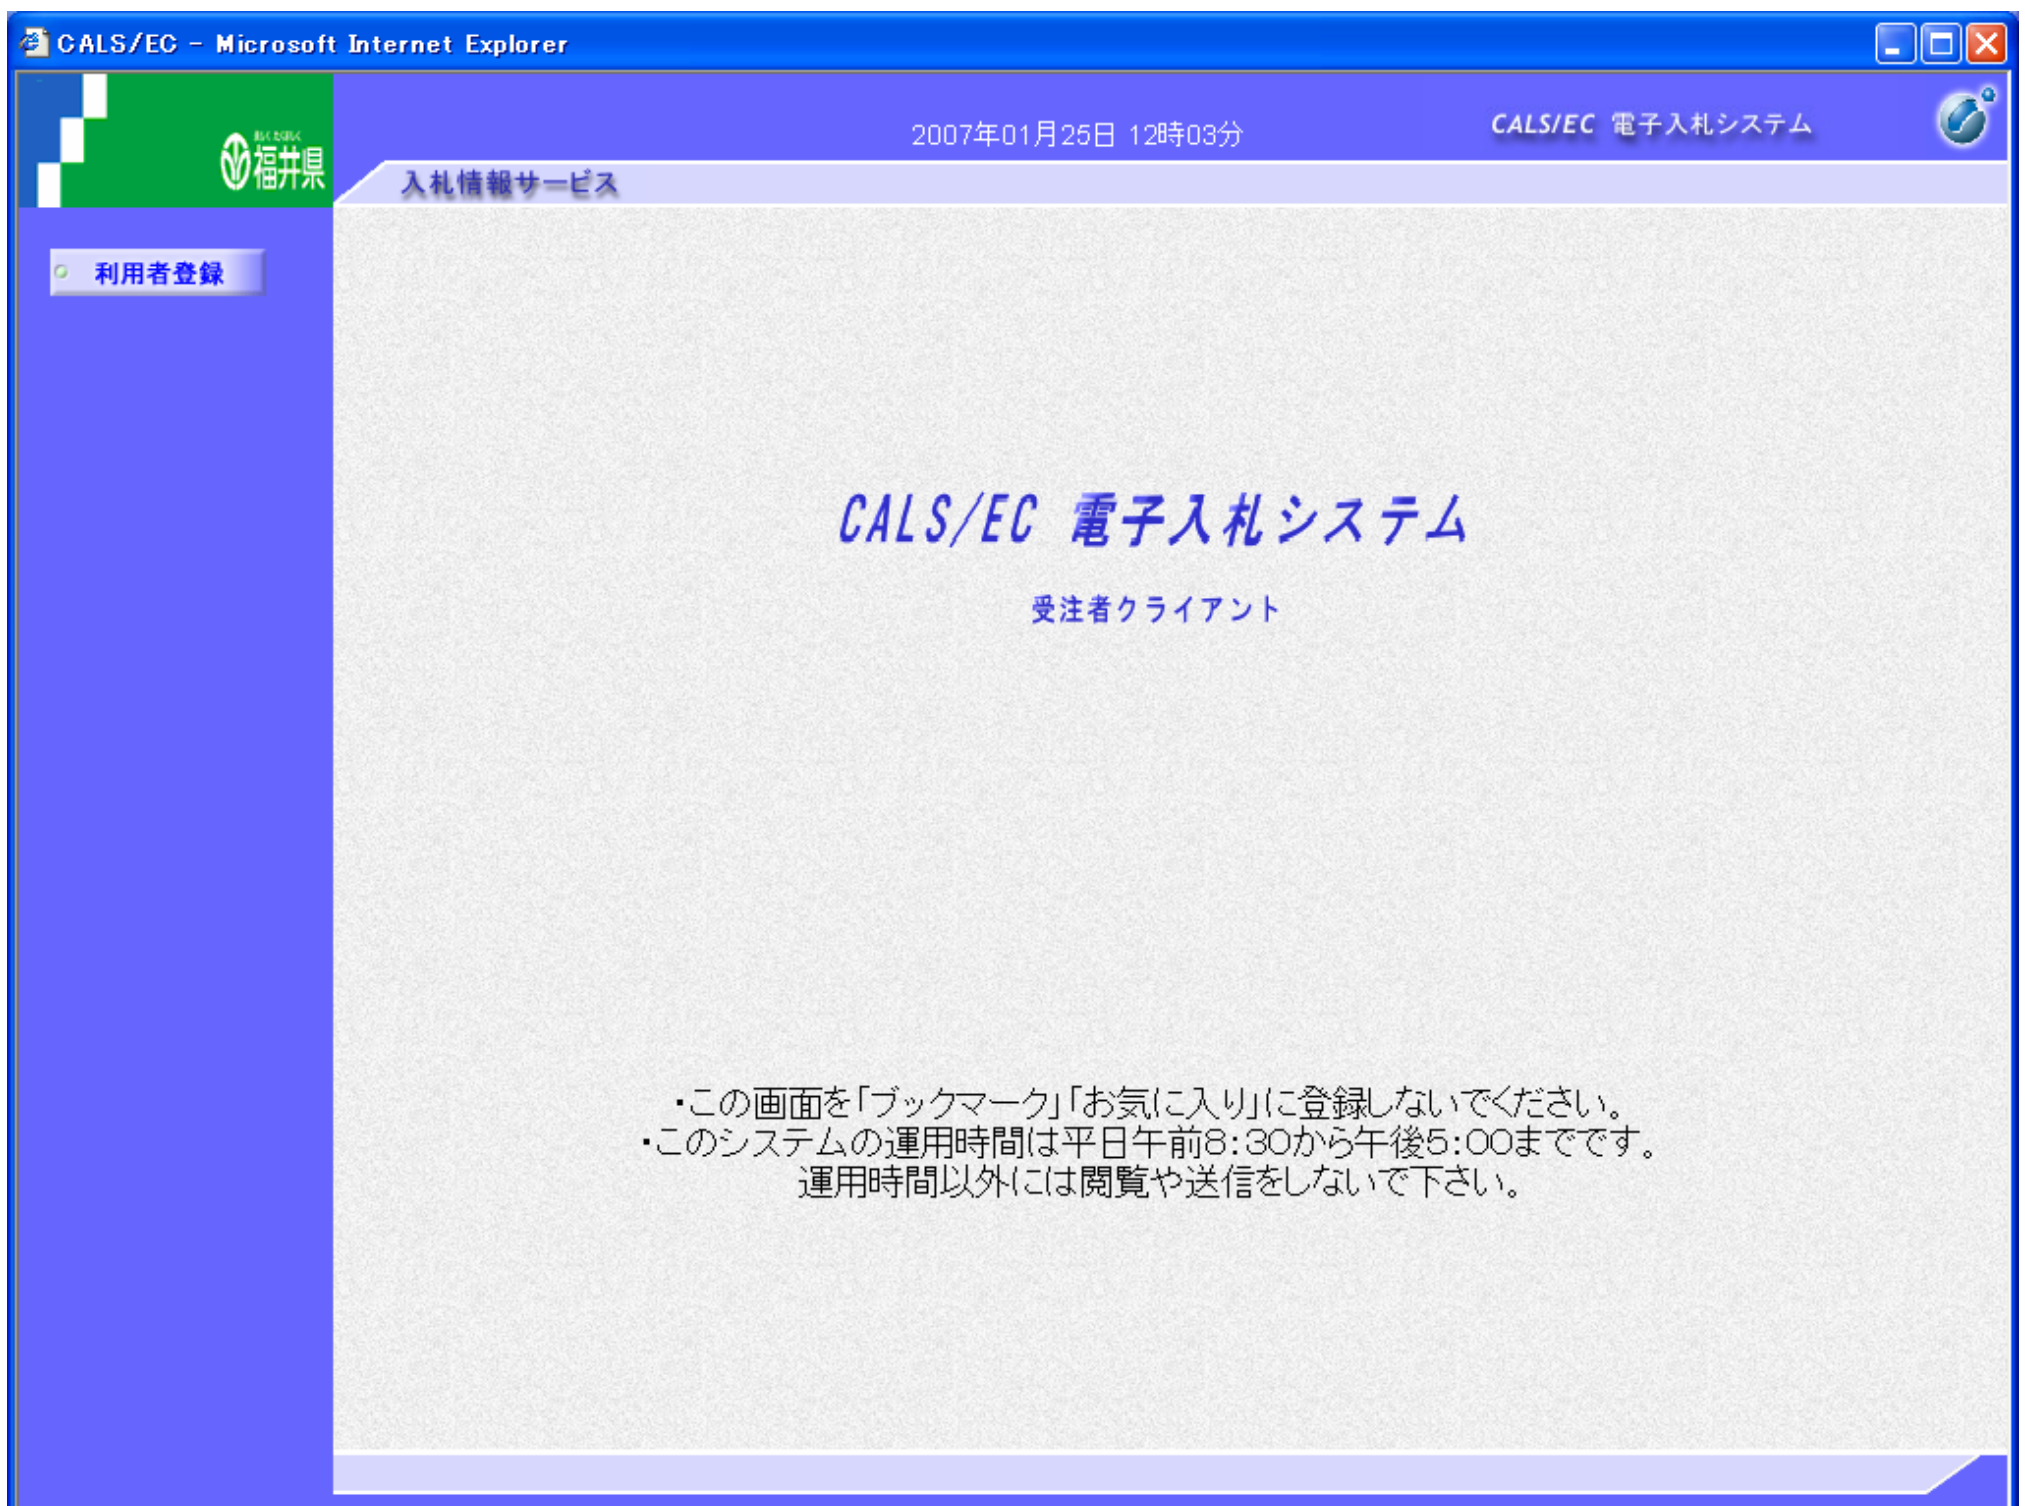 CALS/EC - Microsoft Internet Explorer
福井県
2007年01月25日 12時03分
CALS/EC 電子入札システム
入札情報サービス
利用者登録
CALS/EC 電子入札システム
受注者クライアント
・この画面を「ブックマーク」「お気に入り」に登録しないでください。
・このシステムの運用時間は平日午前8:30から午後5:00までです。
運用時間以外には閲覧や送信をしないで下さい。